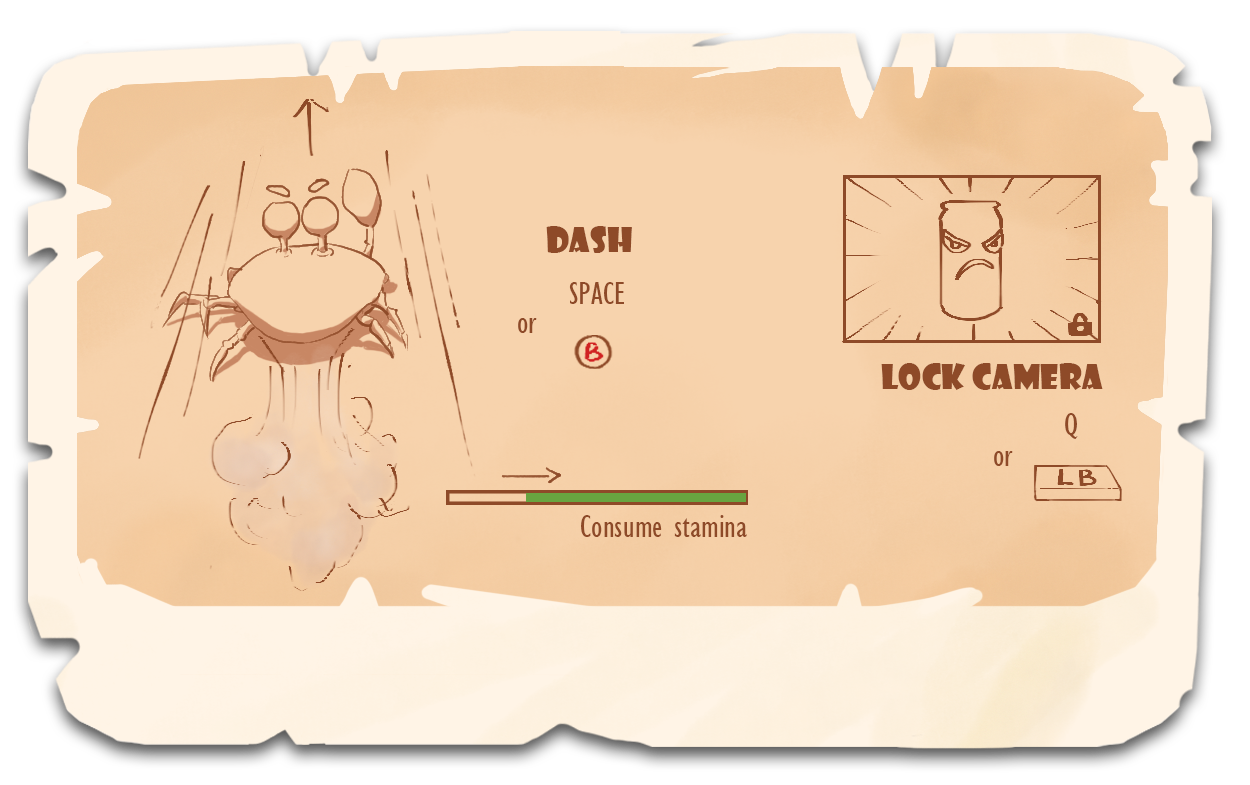 DASH
SPACE
or
B
Consume stamina
LOCK CAMERA
Q
or
LB